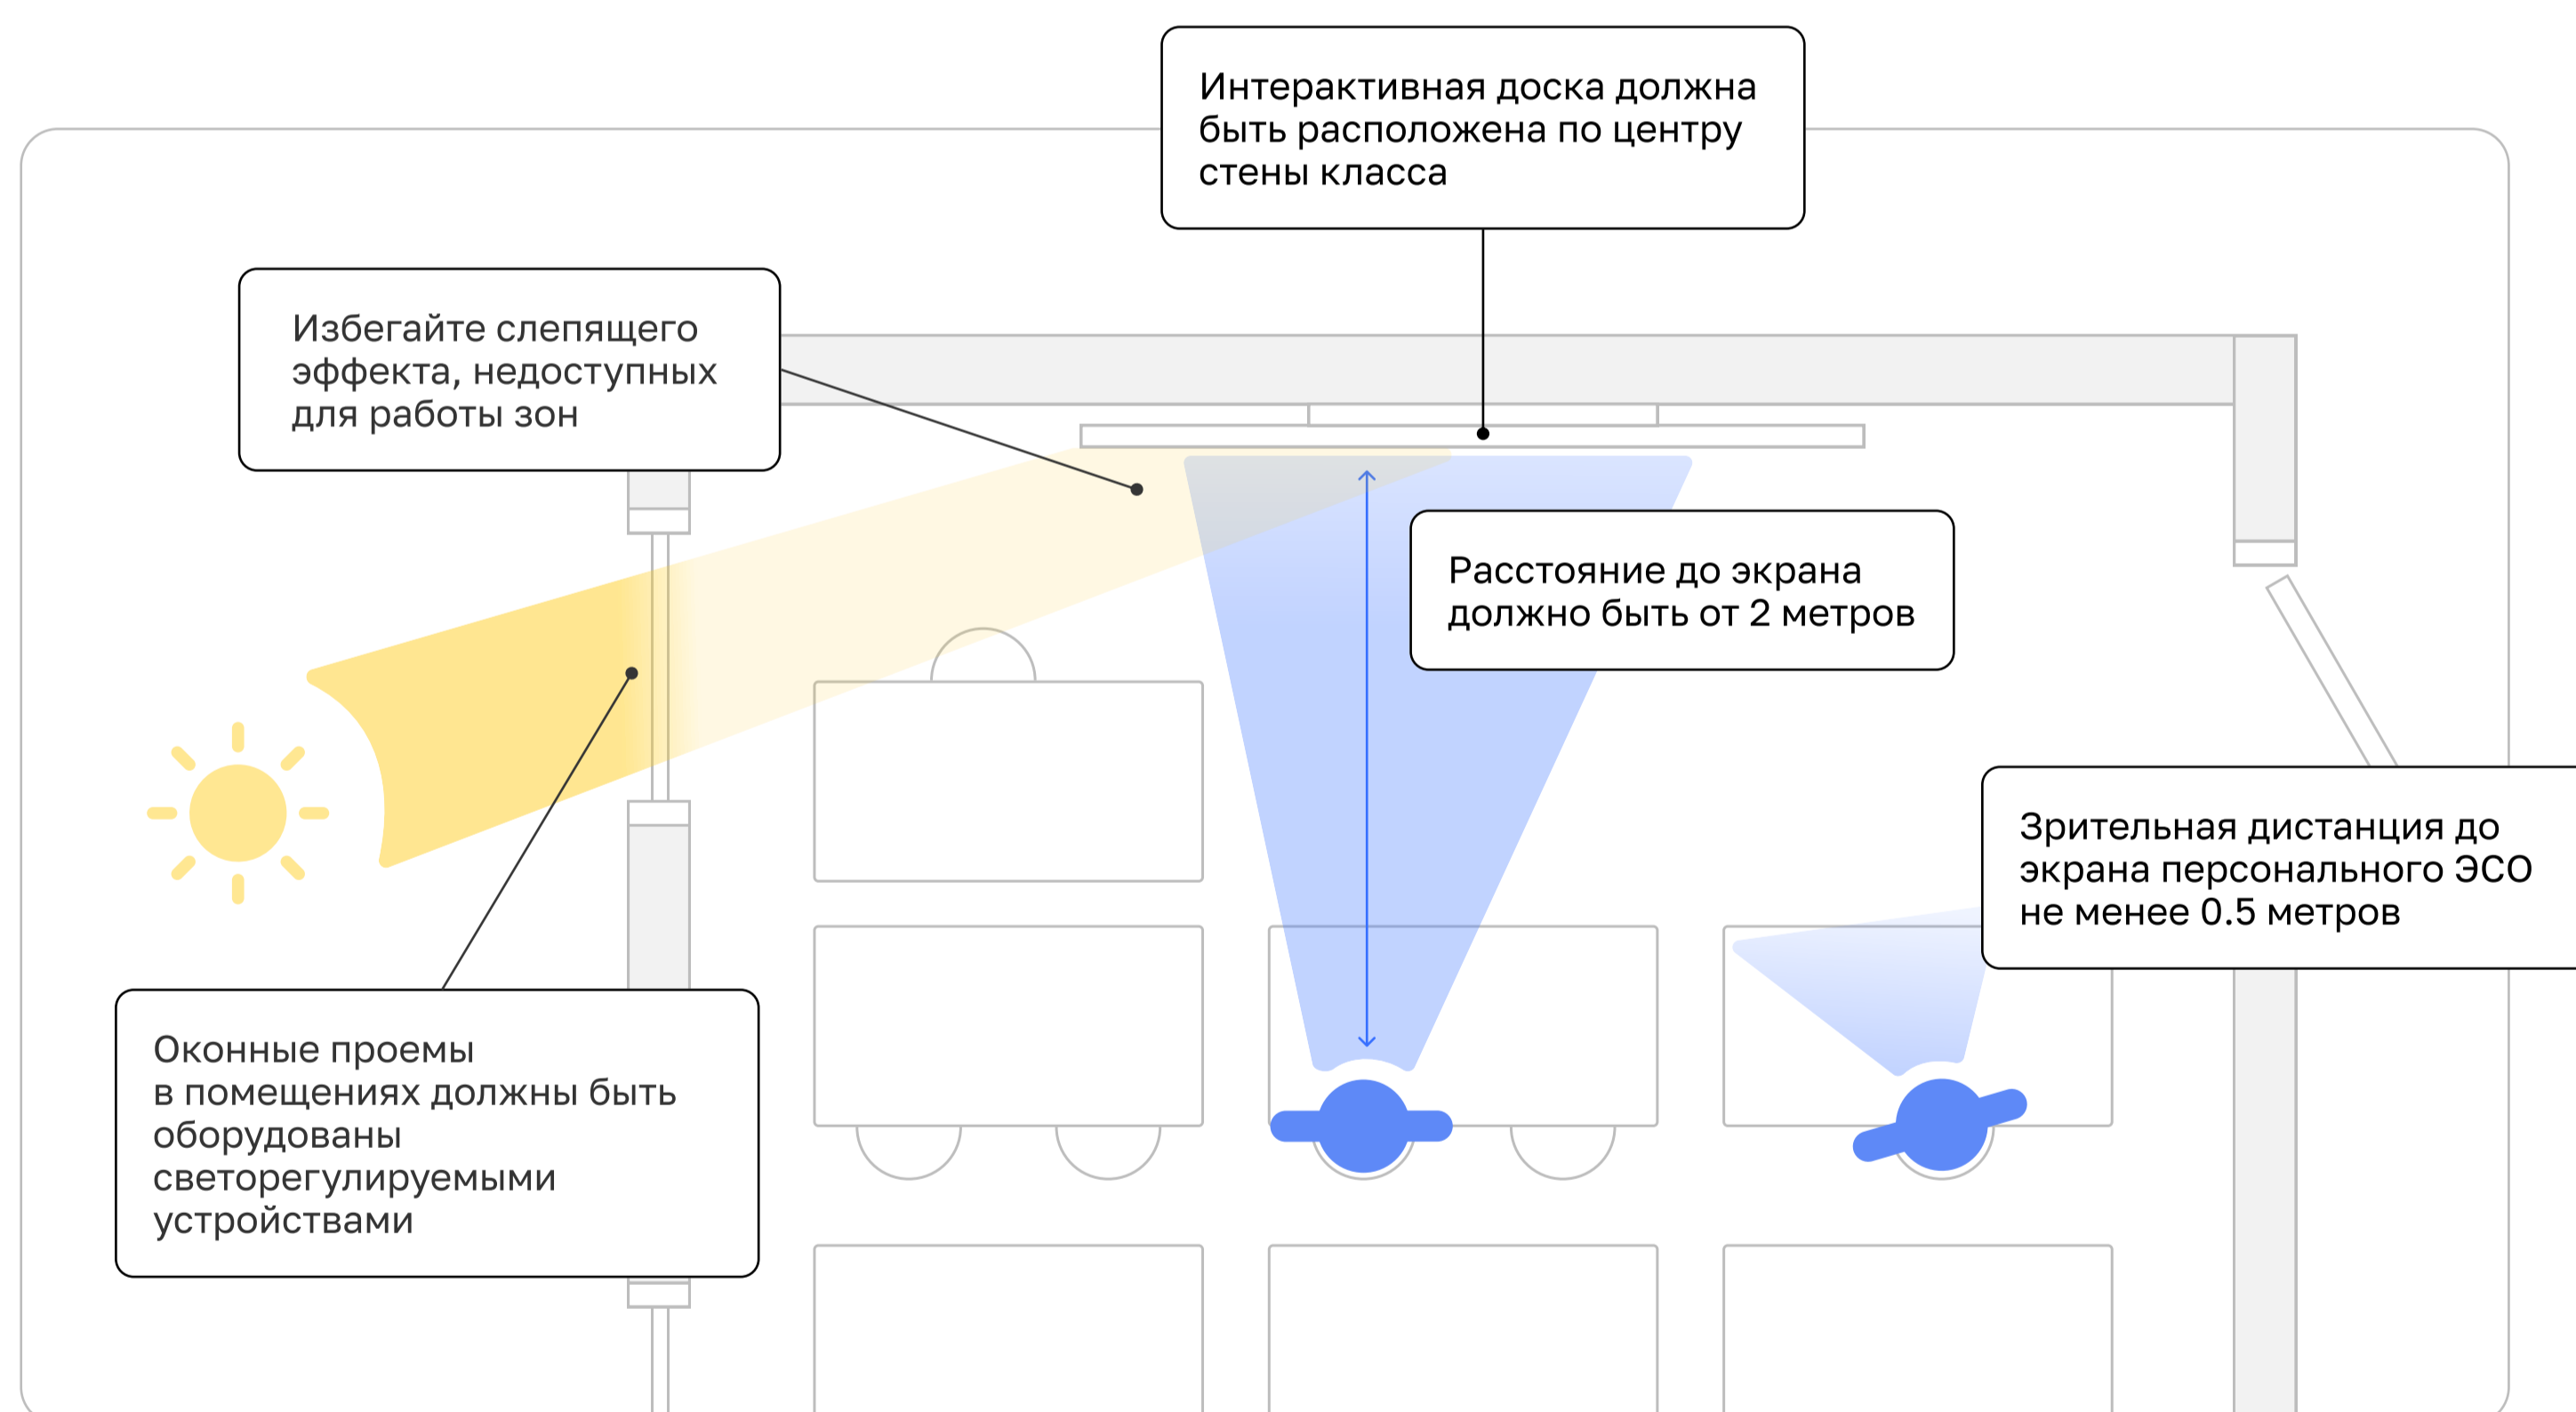 Интерактивная доска должна
быть расположена по центру
стены класса
Избегайте слепящего
эффекта, недоступных
для работы зон
Расстояние до экрана
должно быть от 2 метров
Зрительная дистанция до
экрана персонального ЭСО
не менее 0.5 метров
Оконные проемы
в помещениях должны быть
оборудованы
светорегулируемыми
устройствами